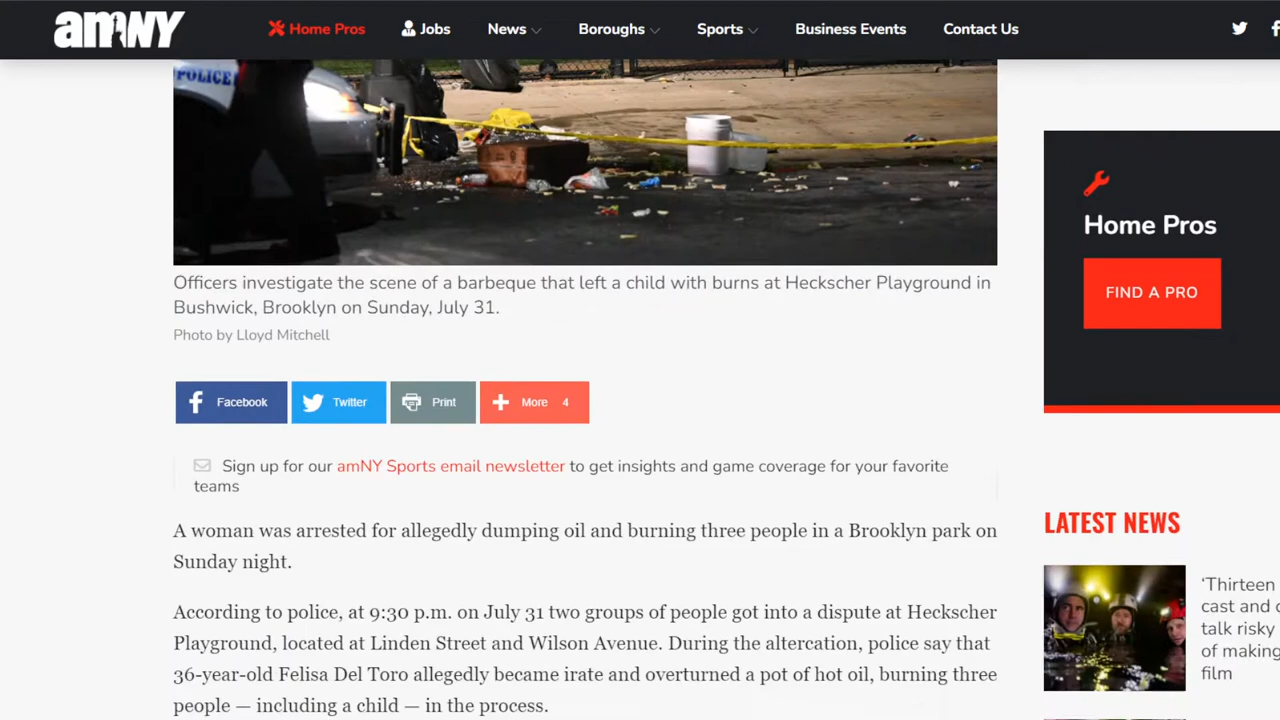 amNY
Home Pros
Jobs
News
Boroughs
Sports
Business Events
Contact Us
POLICE
Officers investigate the scene of a barbeque that left a child with burns at Heckscher Playground in
Bushwick, Brooklyn on Sunday, July 31.
Photo by Lloyd Mitchell
Facebook
Twitter
Print
More 4
Sign up for our amNY Sports email newsletter to get insights and game coverage for your favorite
teams
A woman was arrested for allegedly dumping oil and burning three people in a Brooklyn park on
Sunday night.
According to police, at 9:30 p.m. on July 31 two groups of people got into a dispute at Heckscher
Playground, located at Linden Street and Wilson Avenue. During the altercation, police say that
36-year-old Felisa Del Toro allegedly became irate and overturned a pot of hot oil, burning three
people — including a child — in the process.
Home Pros
FIND A PRO
LATEST NEWS
‘Thirteen
cast and
talk risky
of making
film